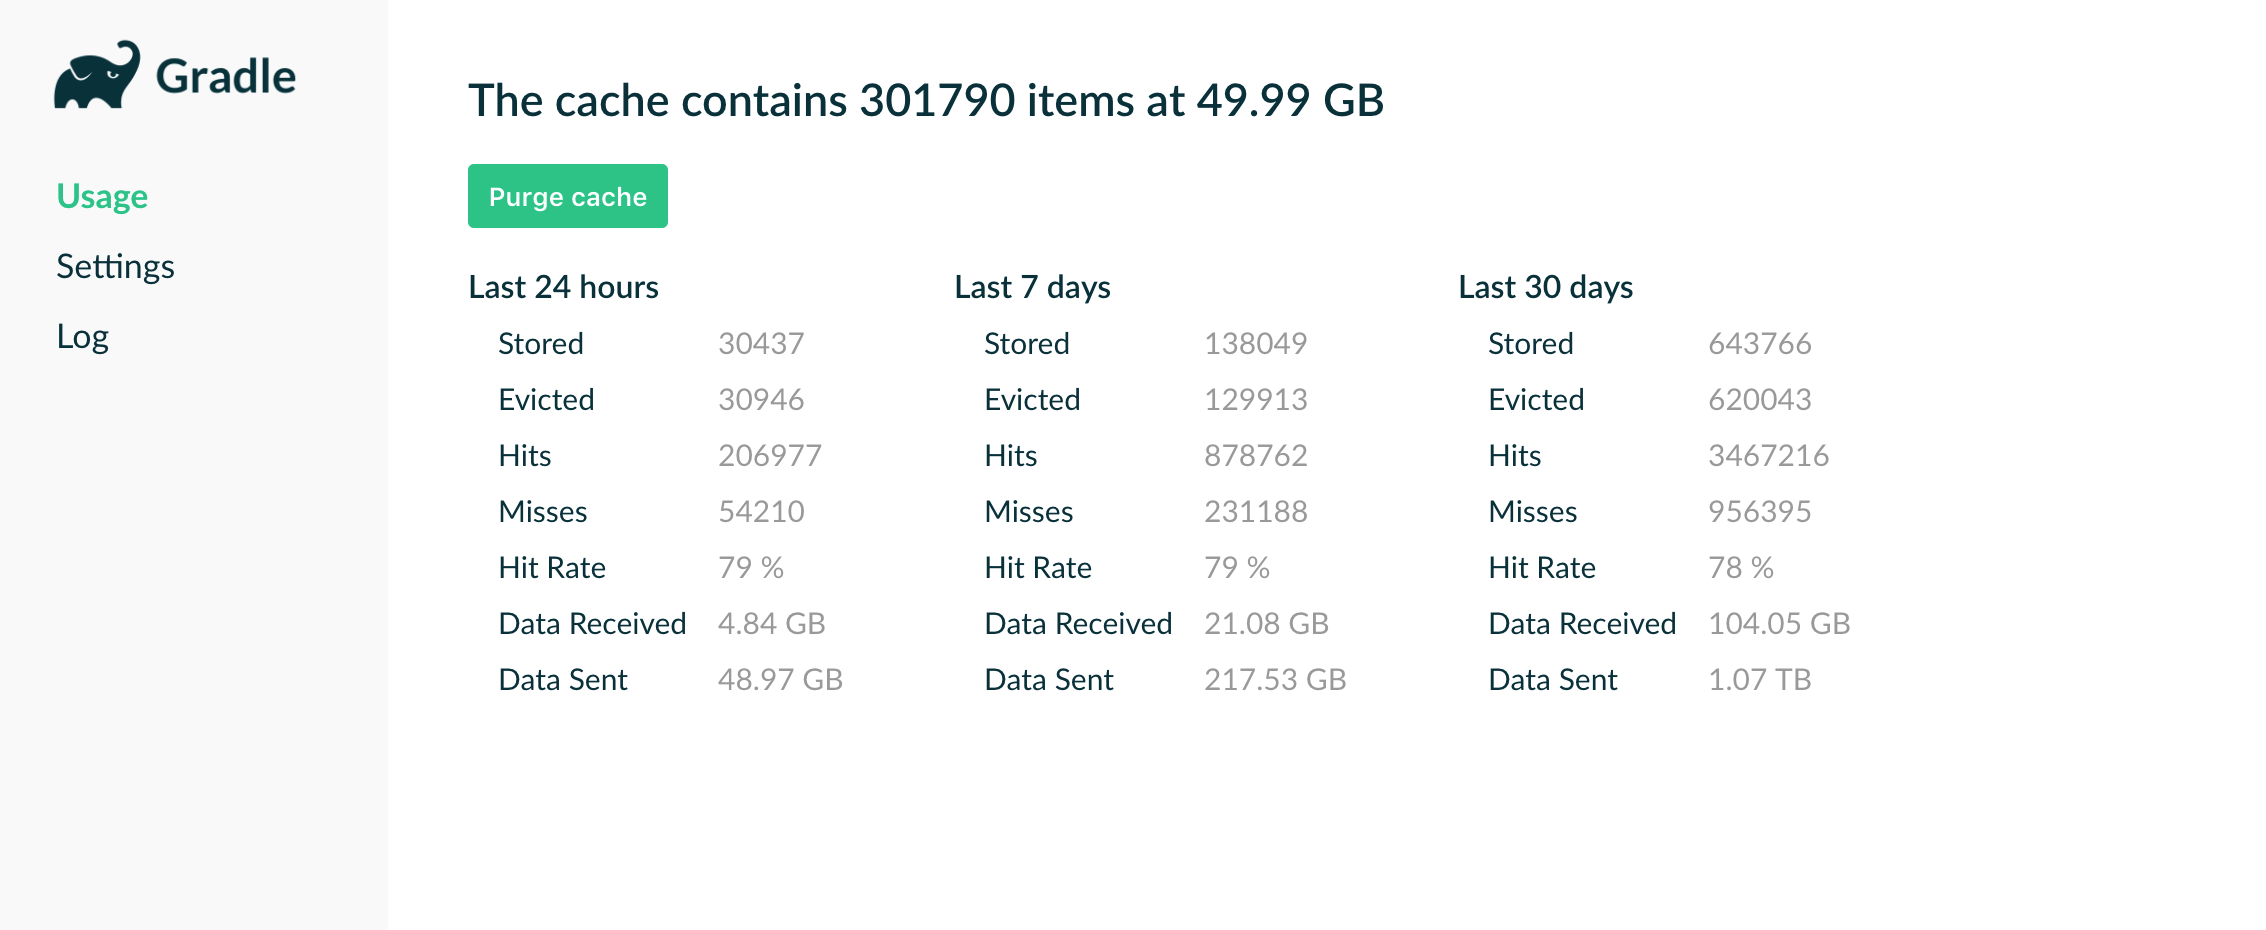 Gradle
Usage
Settings
Log
The cache contains 301790 items at 49.99 GB
Purge cache
Last 24 hours
Stored 30437
Evicted 30946
Hits 206977
Misses 54210
Hit Rate 79 %
Data Received 4.84 GB
Data Sent 48.97 GB
Last 7 days
Stored 138049
Evicted 129913
Hits 878762
Misses 231188
Hit Rate 79 %
Data Received 21.08 GB
Data Sent 217.53 GB
Last 30 days
Stored 643766
Evicted 620043
Hits 3467216
Misses 956395
Hit Rate 78 %
Data Received 104.05 GB
Data Sent 1.07 TB